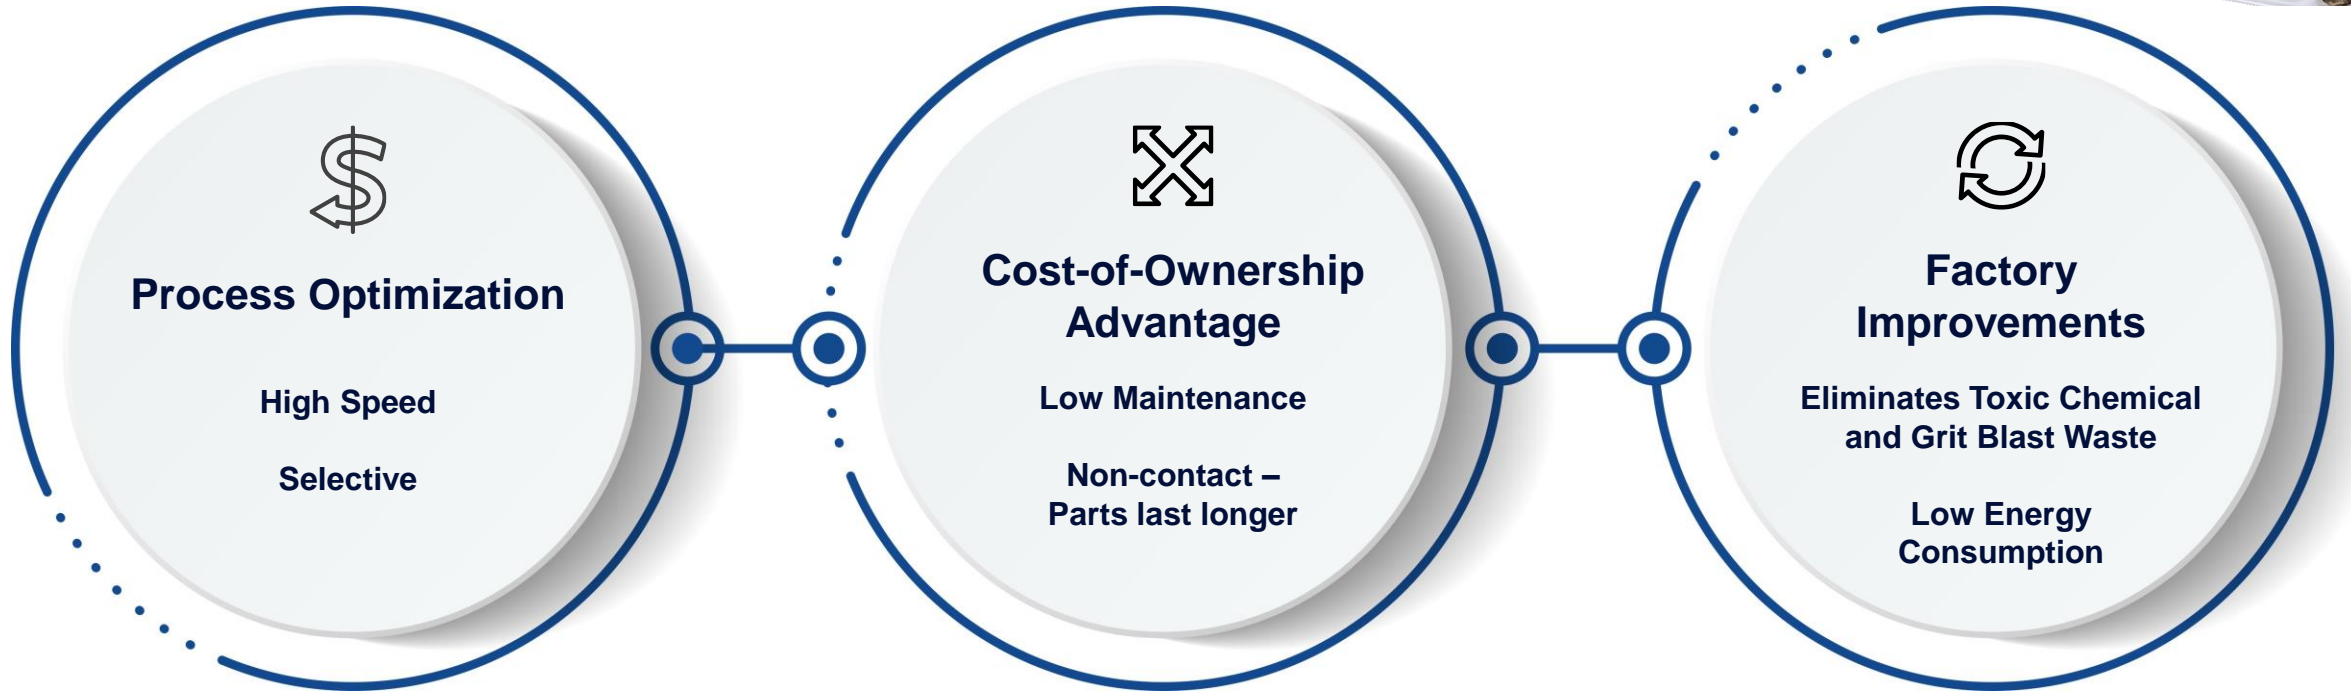 Process Optimization
High Speed
Selective
Cost-of-Ownership
Advantage
Low Maintenance
Non-contact –
Parts last longer
Factory
Improvements
Eliminates Toxic Chemical
and Grit Blast Waste
Low Energy
Consumption